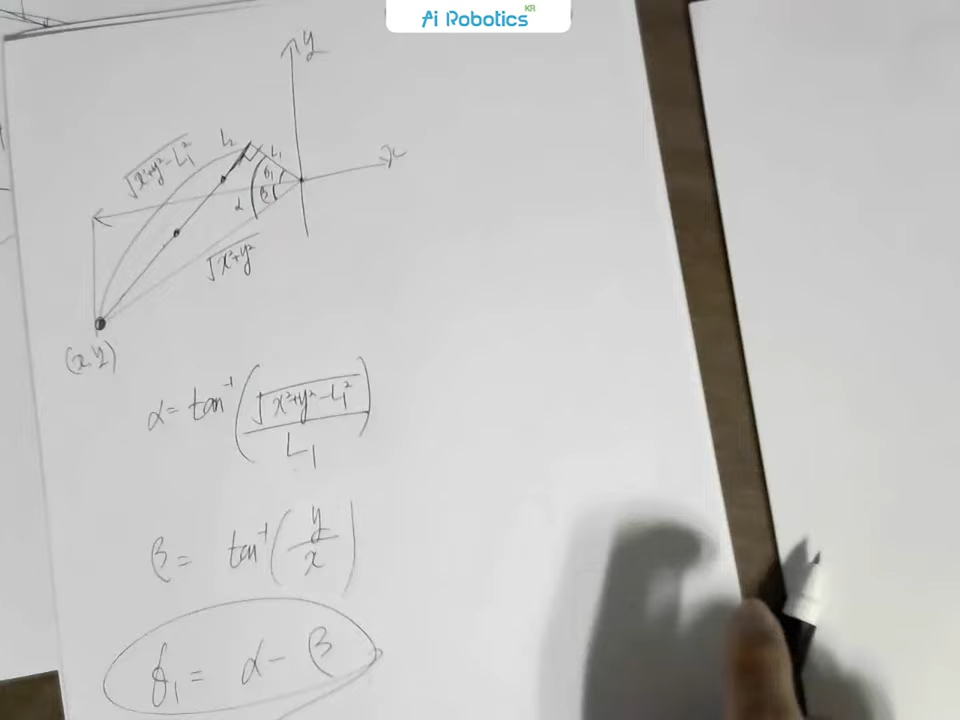 Ai Robotics KR
y
x
L₂
L₁
√x²+y²-L₁²
θ₁
β
α
√x²+y²
(x,y)
α = tan⁻¹(√x²+y²-L₁² / L₁)
β = tan⁻¹(y / x)
θ₁ = α - β